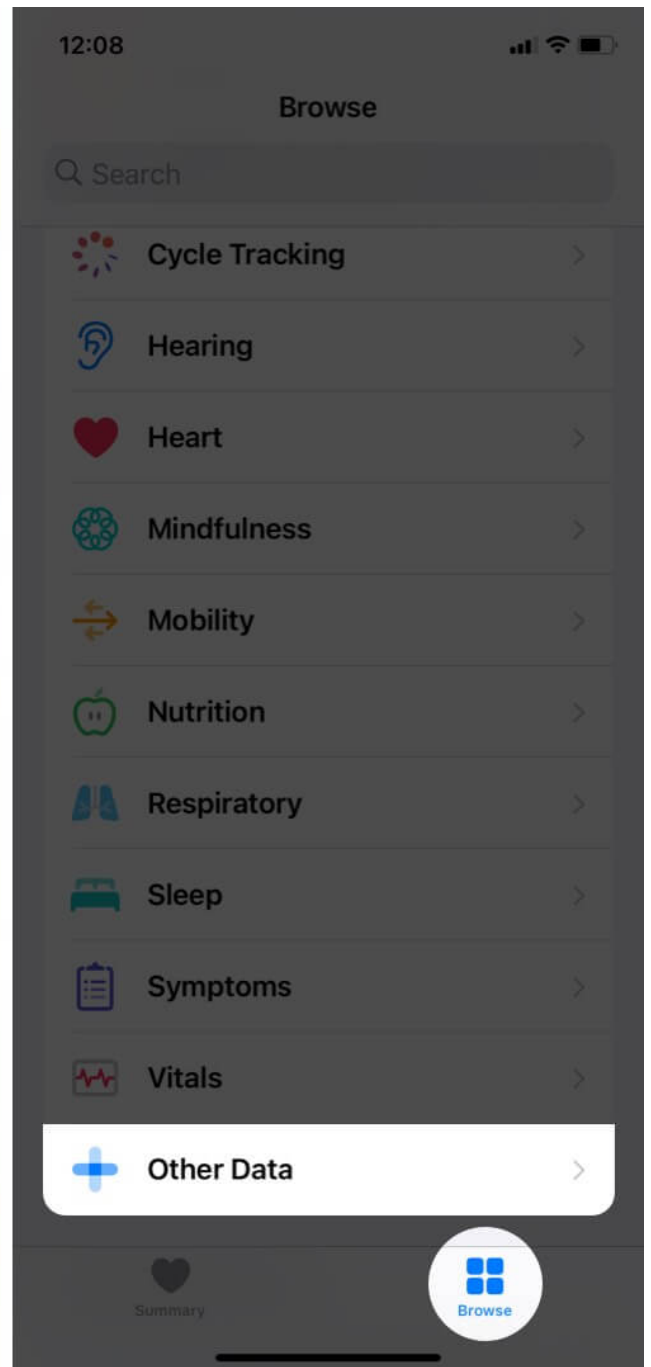 12:08
Browse
Search
Cycle Tracking
Hearing
Heart
Mindfulness
Mobility
Nutrition
Respiratory
Sleep
Symptoms
Vitals
Other Data
Summary
Browse